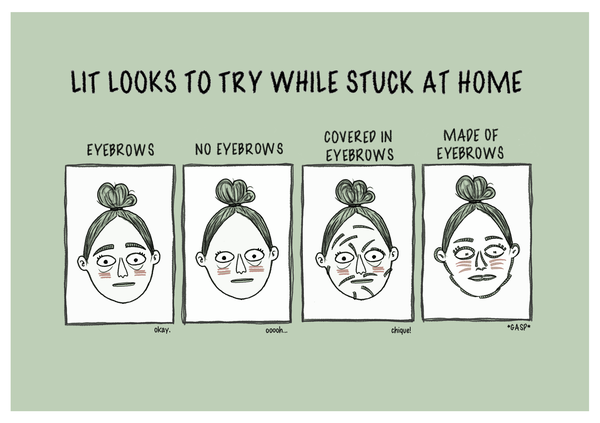 LIT LOOKS TO TRY WHILE STUCK AT HOME
EYEBROWS
NO EYEBROWS
COVERED IN
EYEBROWS
MADE OF
EYEBROWS
okay.
ooooh...
chique!
*GASP*